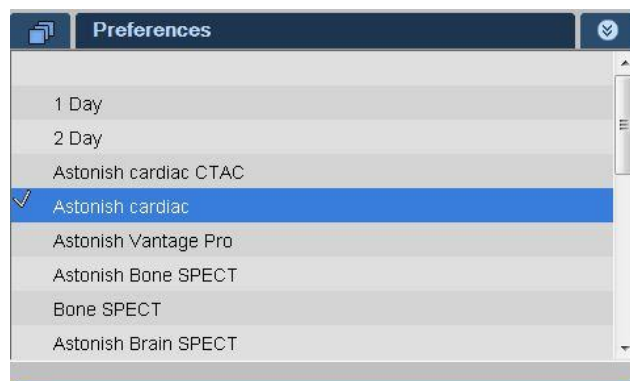 Preferences
1 Day
2 Day
Astonish cardiac CTAC
Astonish cardiac
Astonish Vantage Pro
Astonish Bone SPECT
Bone SPECT
Astonish Brain SPECT